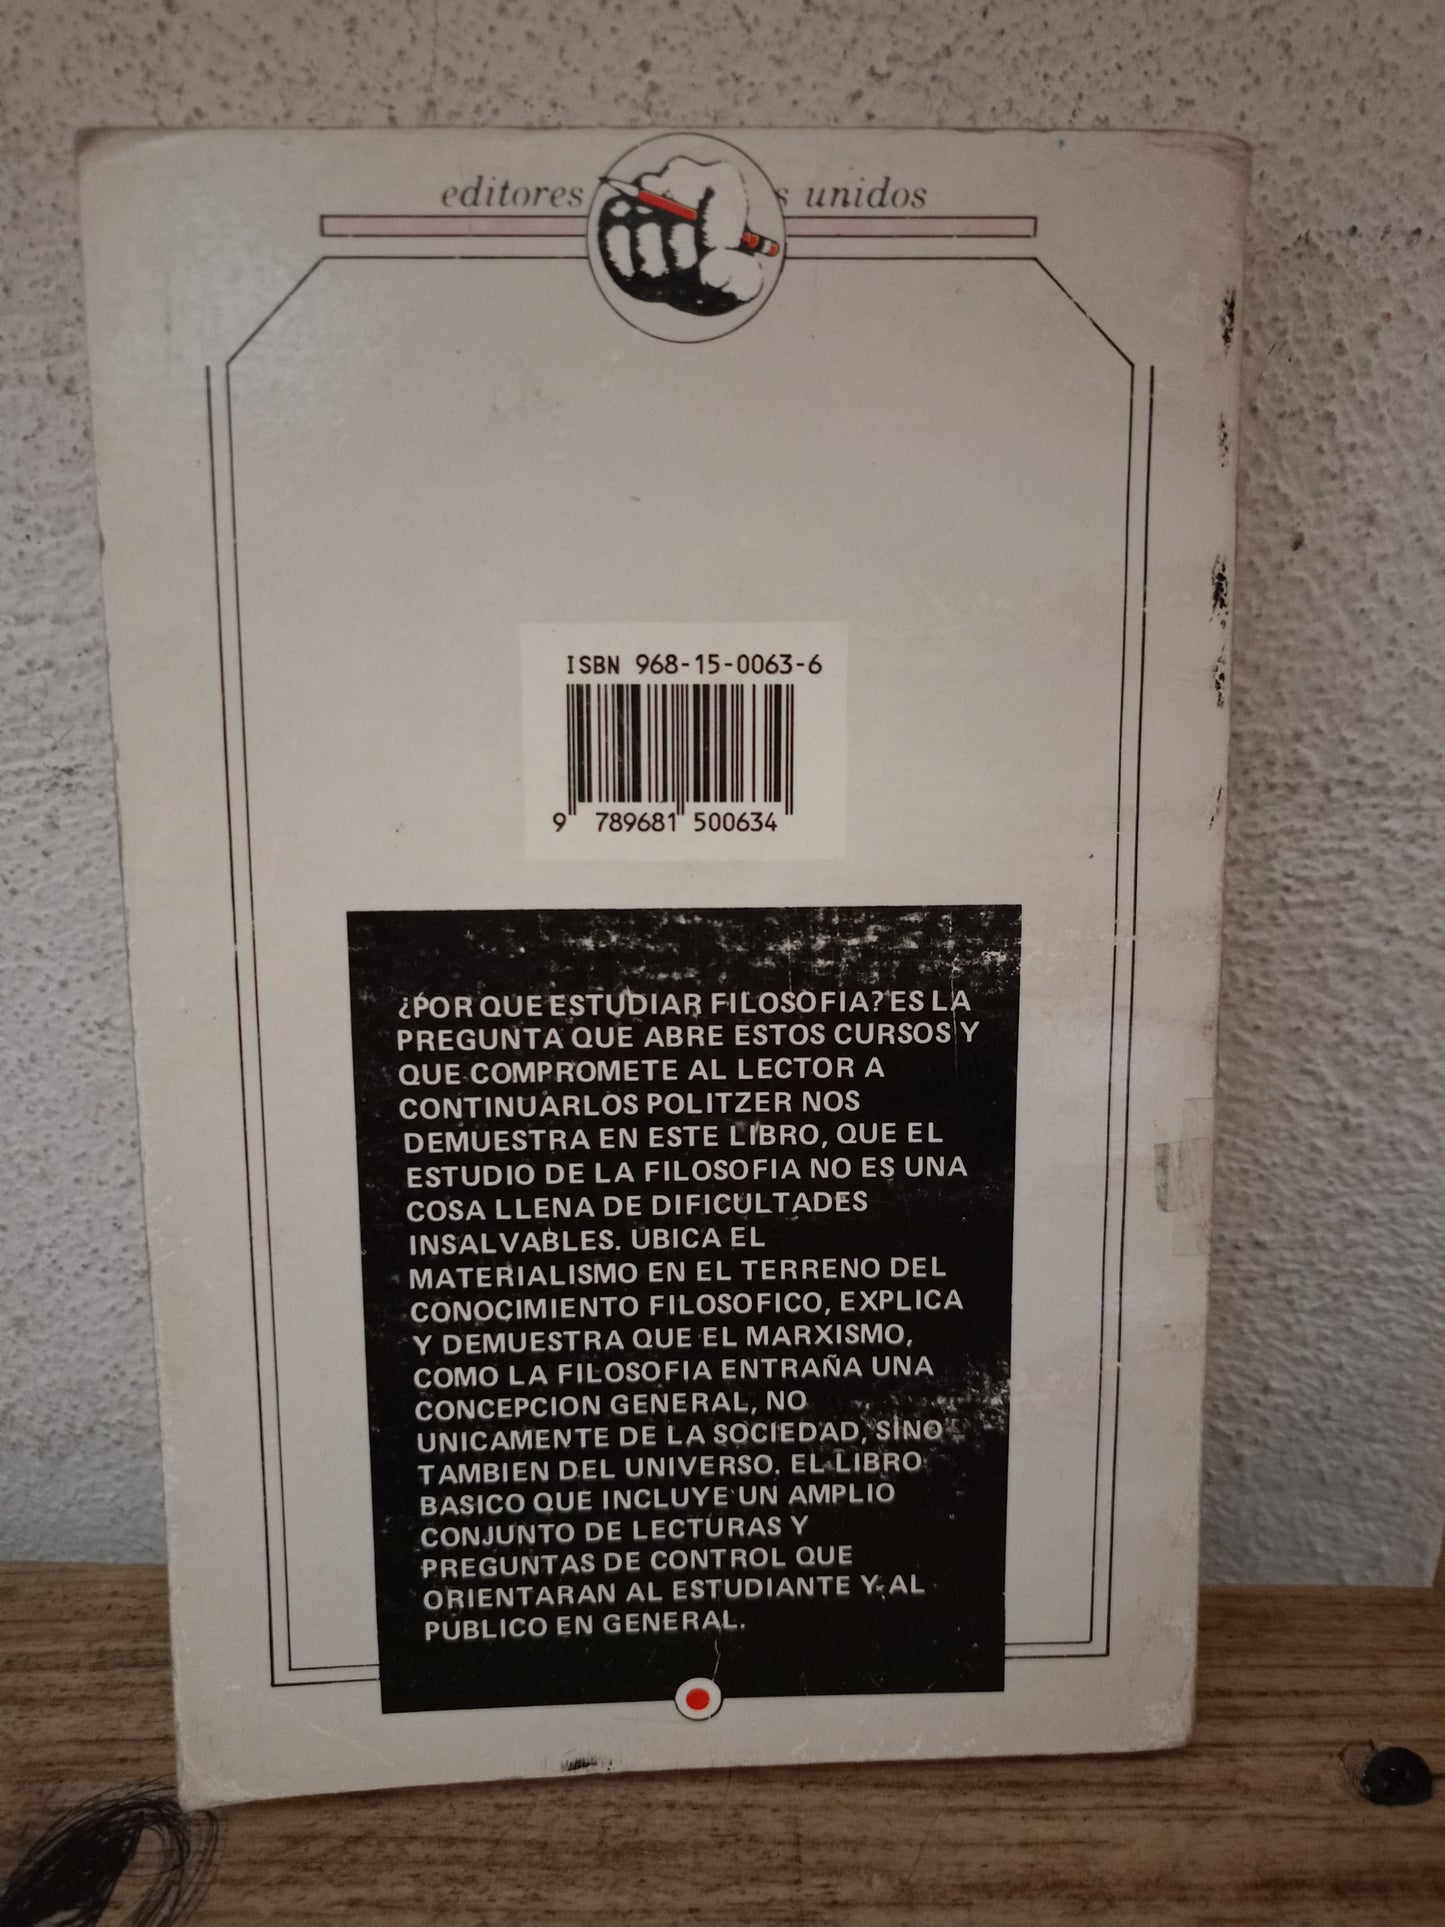 editores s unidos
ISBN 968-15-0063-6
9 789681 500634
¿POR QUE ESTUDIAR FILOSOFIA? ES LA
PREGUNTA QUE ABRE ESTOS CURSOS Y
QUE COMPROMETE AL LECTOR A
CONTINUARLOS POLITZER NOS
DEMUESTRA EN ESTE LIBRO, QUE EL
ESTUDIO DE LA FILOSOFIA NO ES UNA
COSA LLENA DE DIFICULTADES
INSALVABLES. UBICA EL
MATERIALISMO EN EL TERRENO DEL
CONOCIMIENTO FILOSOFICO, EXPLICA
Y DEMUESTRA QUE EL MARXISMO,
COMO LA FILOSOFIA ENTRAÑA UNA
CONCEPCION GENERAL, NO
UNICAMENTE DE LA SOCIEDAD, SINO
TAMBIEN DEL UNIVERSO. EL LIBRO
BASICO QUE INCLUYE UN AMPLIO
CONJUNTO DE LECTURAS Y
PREGUNTAS DE CONTROL QUE
ORIENTARAN AL ESTUDIANTE Y AL
PUBLICO EN GENERAL.